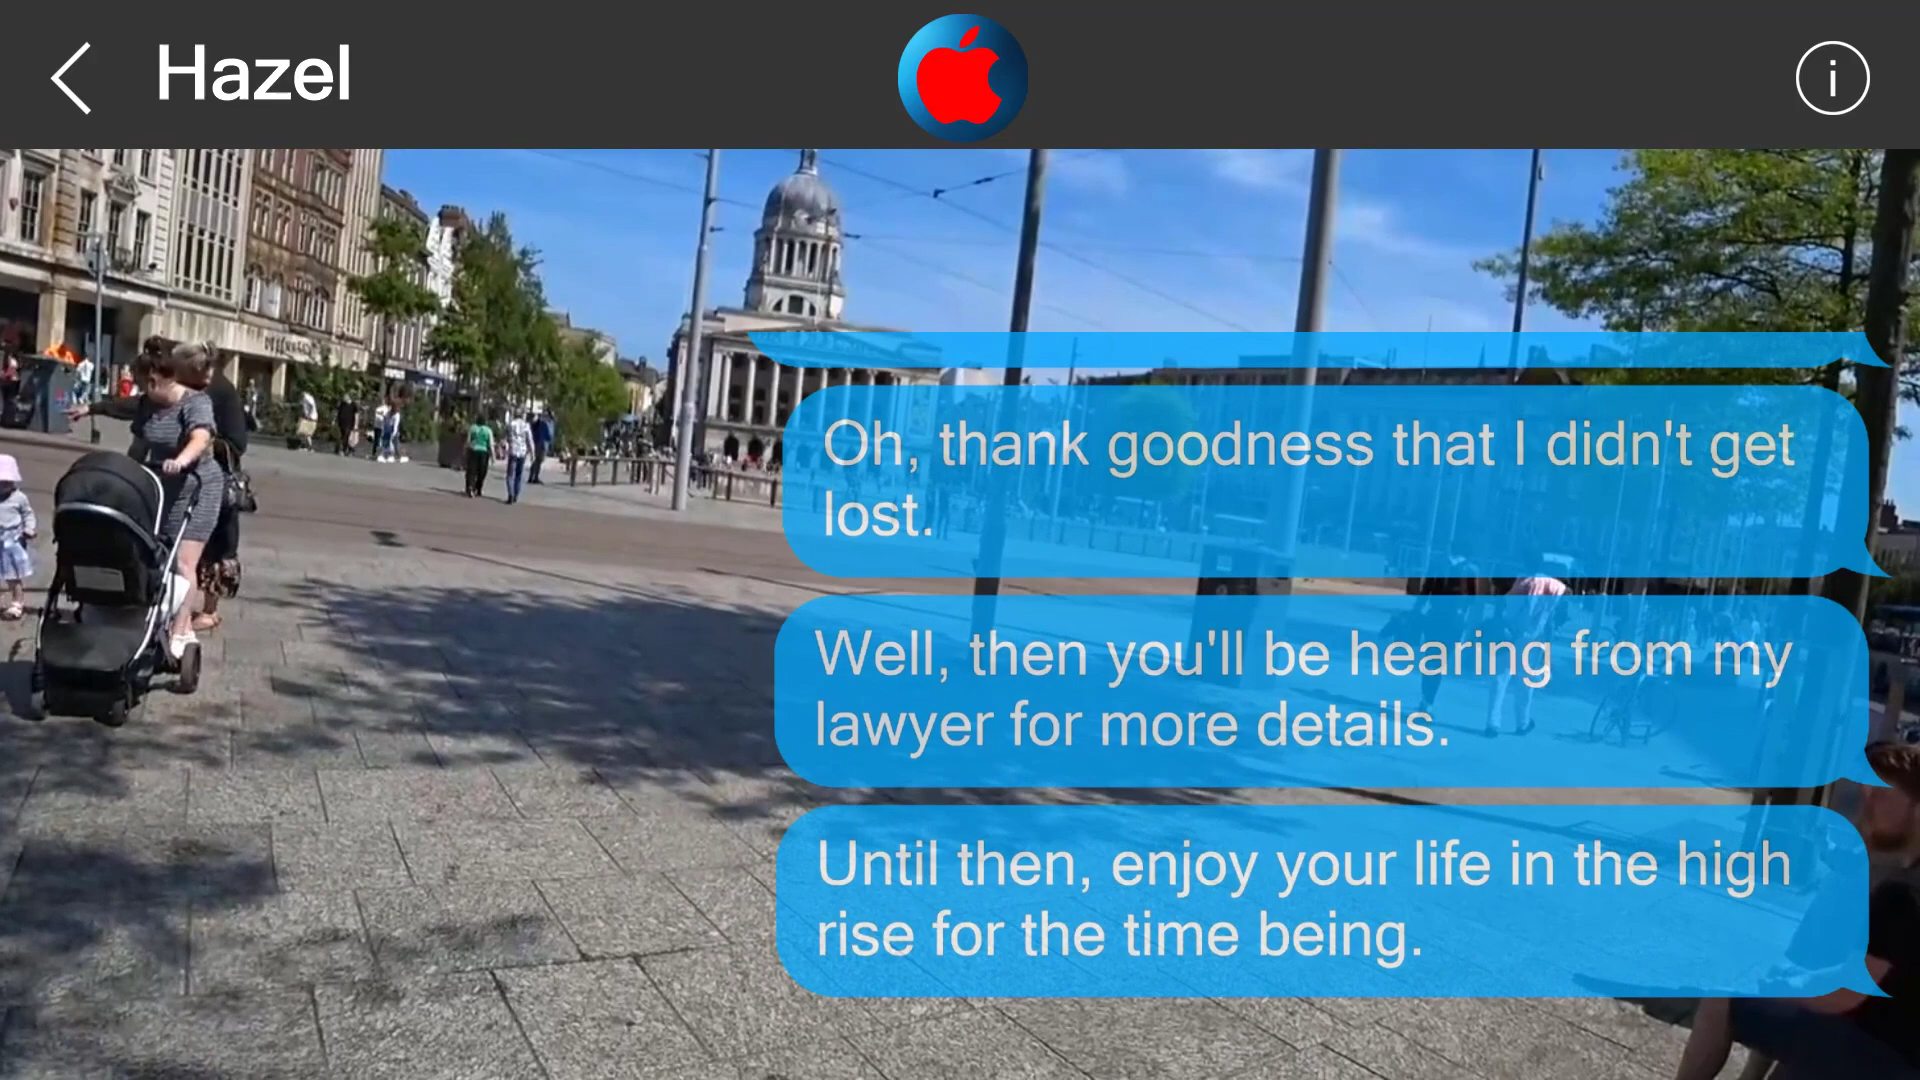 Hazel
Oh, thank goodness that I didn't get
lost.
Well, then you'll be hearing from my
lawyer for more details.
Until then, enjoy your life in the high
rise for the time being.